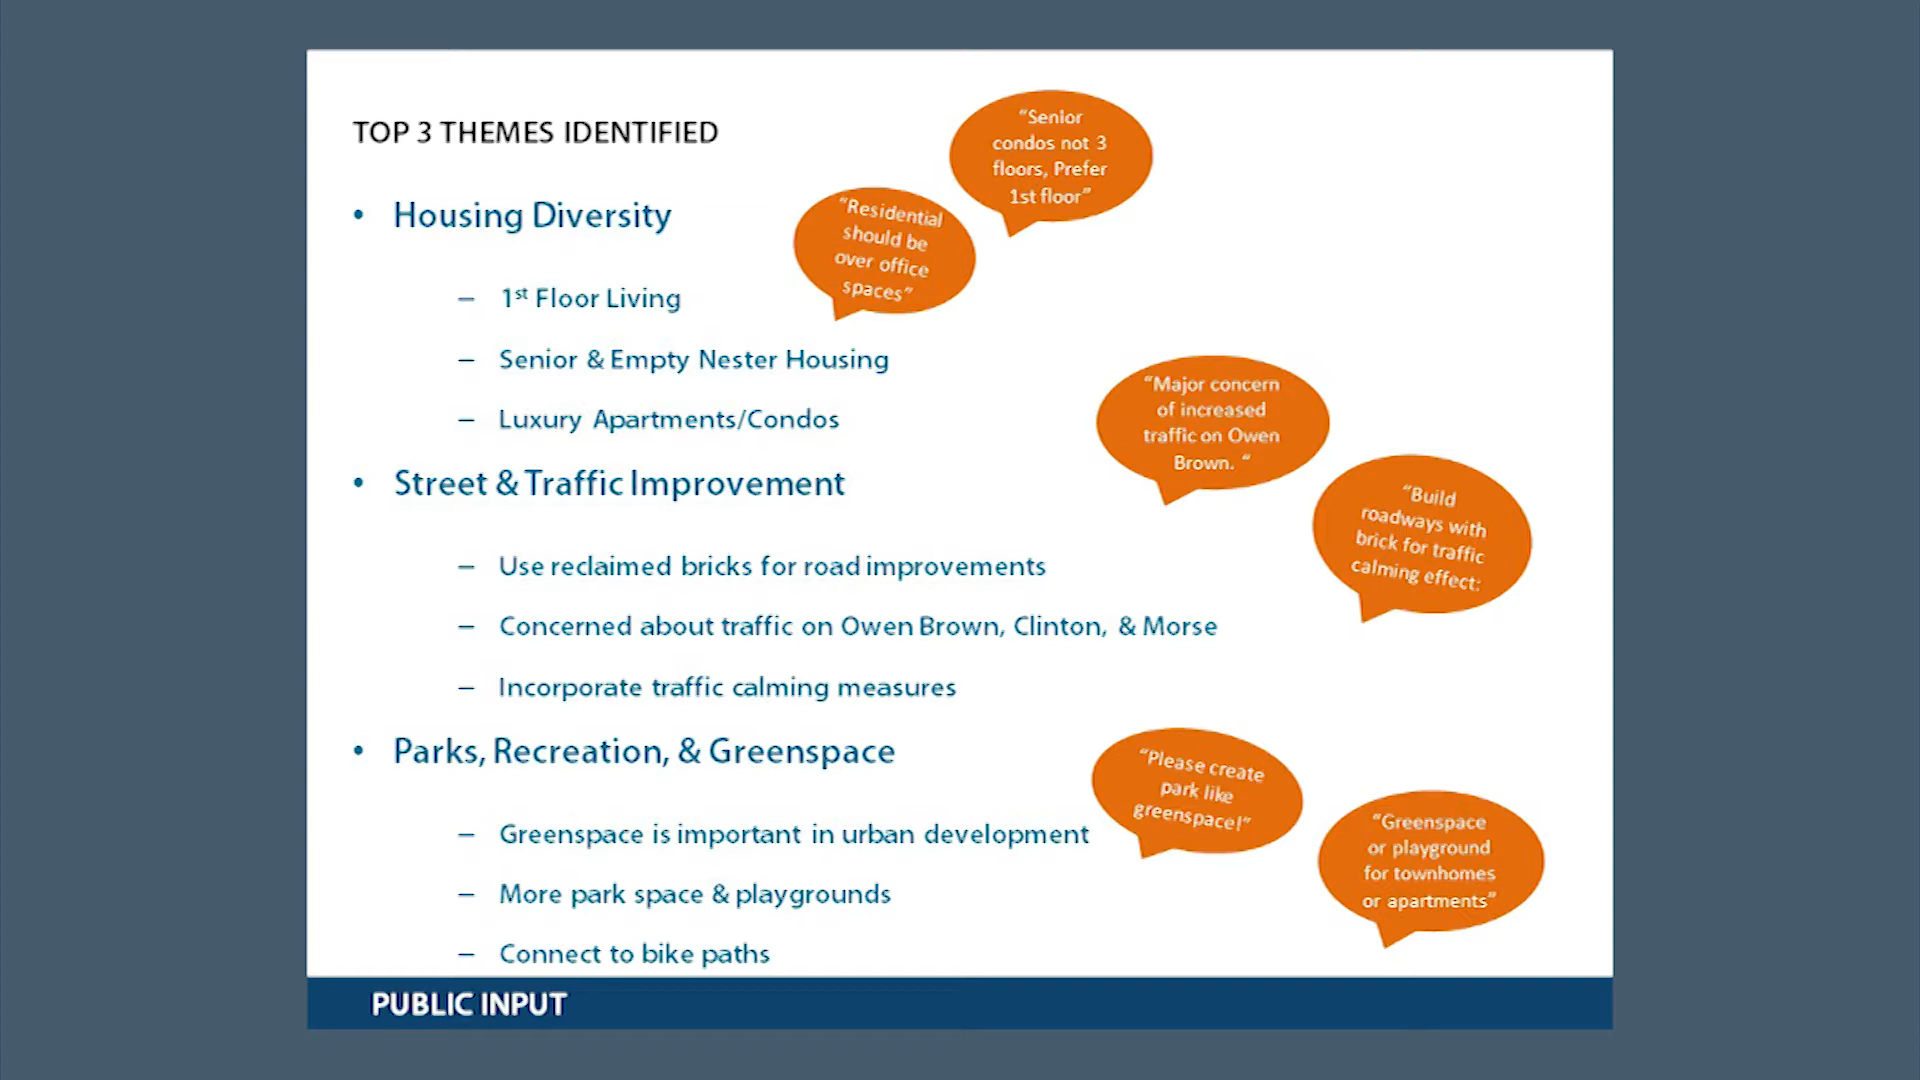 TOP 3 THEMES IDENTIFIED
“Senior
condos not 3
floors, Prefer
1st floor”
• Housing Diversity
“Residential
should be
over office
spaces”
– 1st Floor Living
– Senior & Empty Nester Housing
– Luxury Apartments/Condos
“Major concern
of increased
traffic on Owen
Brown. “
• Street & Traffic Improvement
“Build
roadways with
brick for traffic
calming effect:
– Use reclaimed bricks for road improvements
– Concerned about traffic on Owen Brown, Clinton, & Morse
– Incorporate traffic calming measures
• Parks, Recreation, & Greenspace
“Please create
park like
greenspace!”
– Greenspace is important in urban development
“Greenspace
or playground
for townhomes
or apartments”
– More park space & playgrounds
– Connect to bike paths
PUBLIC INPUT